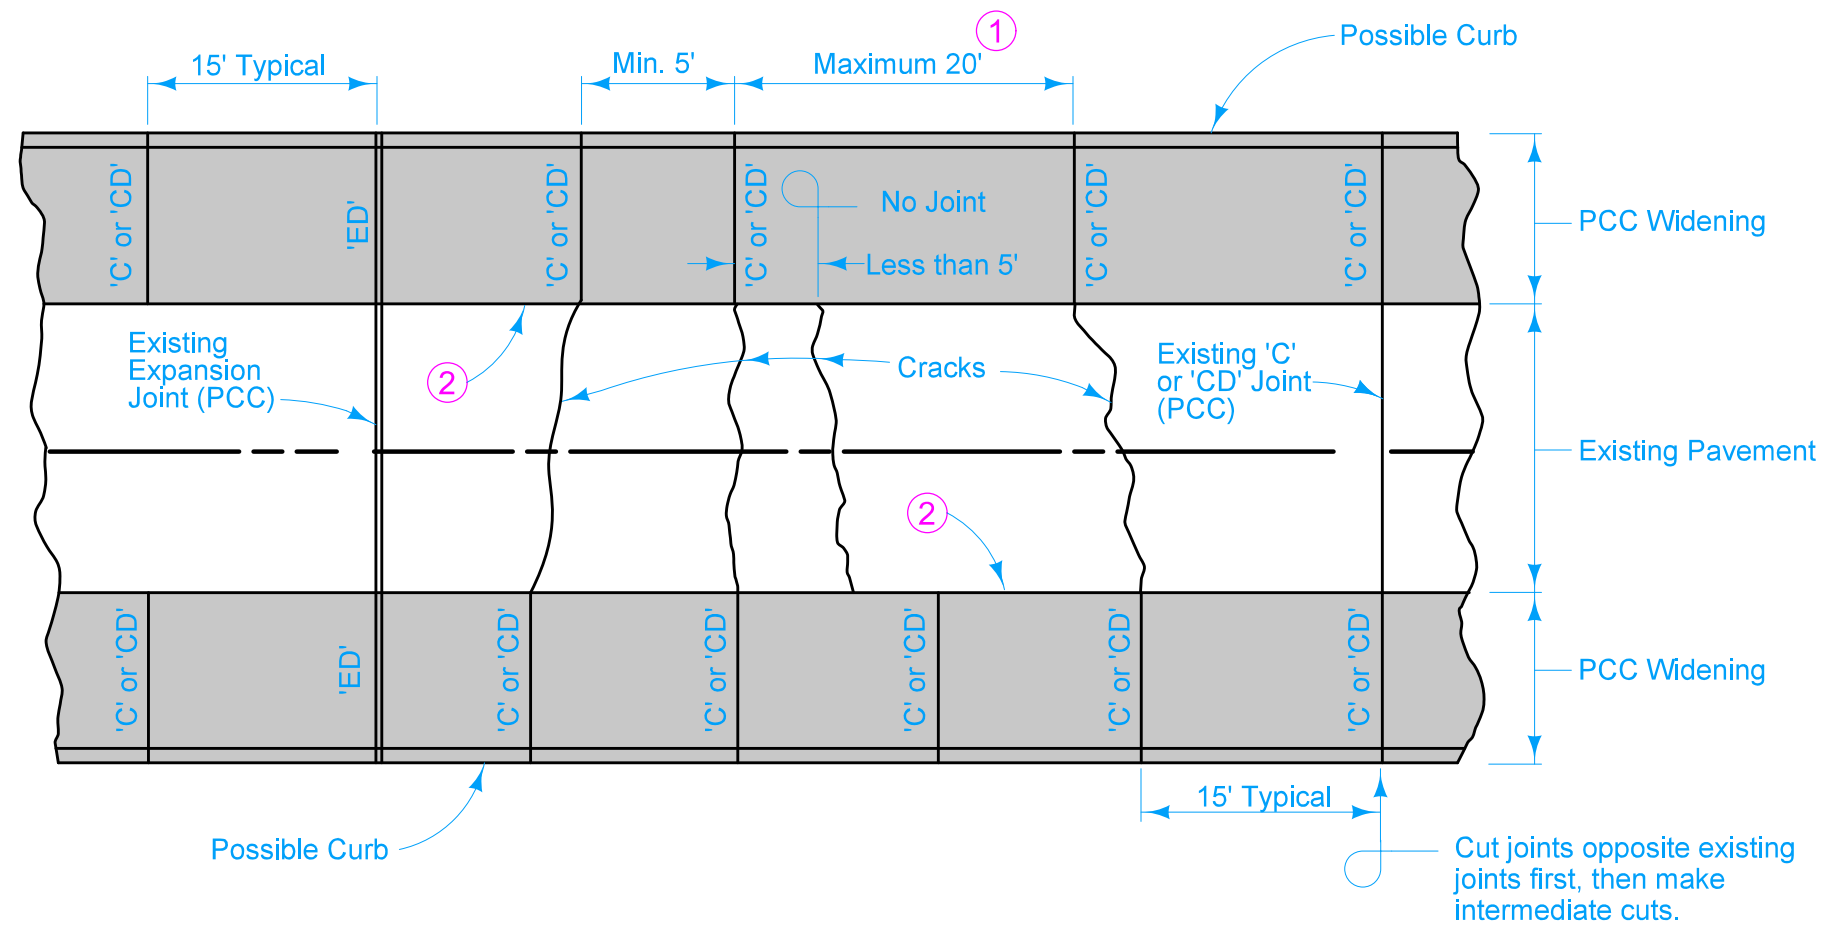 1
Possible Curb
15' Typical
Min. 5'
Maximum 20'
'C' or 'CD'
'ED'
'C' or 'CD'
'C' or 'CD'
No Joint
Less than 5'
'C' or 'CD'
'C' or 'CD'
PCC Widening
Existing
Expansion
Joint (PCC)
2
Cracks
Existing 'C'
or 'CD' Joint
(PCC)
Existing Pavement
2
'C' or 'CD'
'ED'
'C' or 'CD'
'C' or 'CD'
'C' or 'CD'
'C' or 'CD'
'C' or 'CD'
PCC Widening
15' Typical
Possible Curb
Cut joints opposite existing
joints first, then make
intermediate cuts.